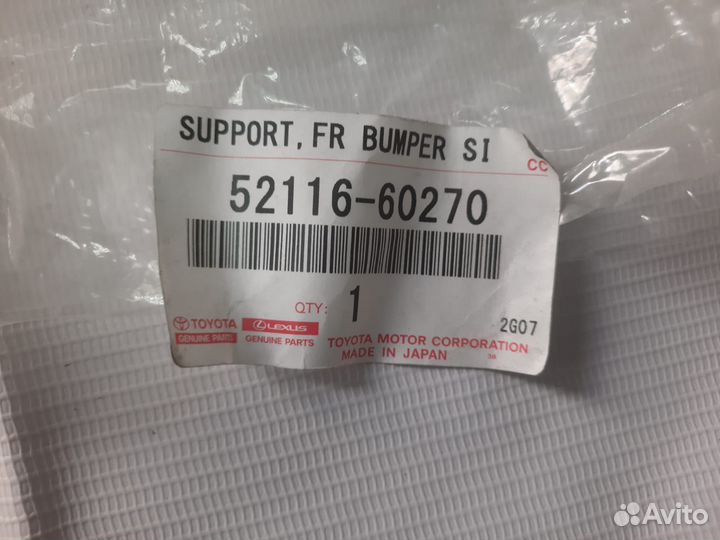 SUPPORT, FR BUMPER SI
CC
52116-60270
QTY: 1
2G07
TOYOTA LEXUS
GENUINE PARTS GENUINE PARTS
TOYOTA MOTOR CORPORATION
MADE IN JAPAN 36
Avito